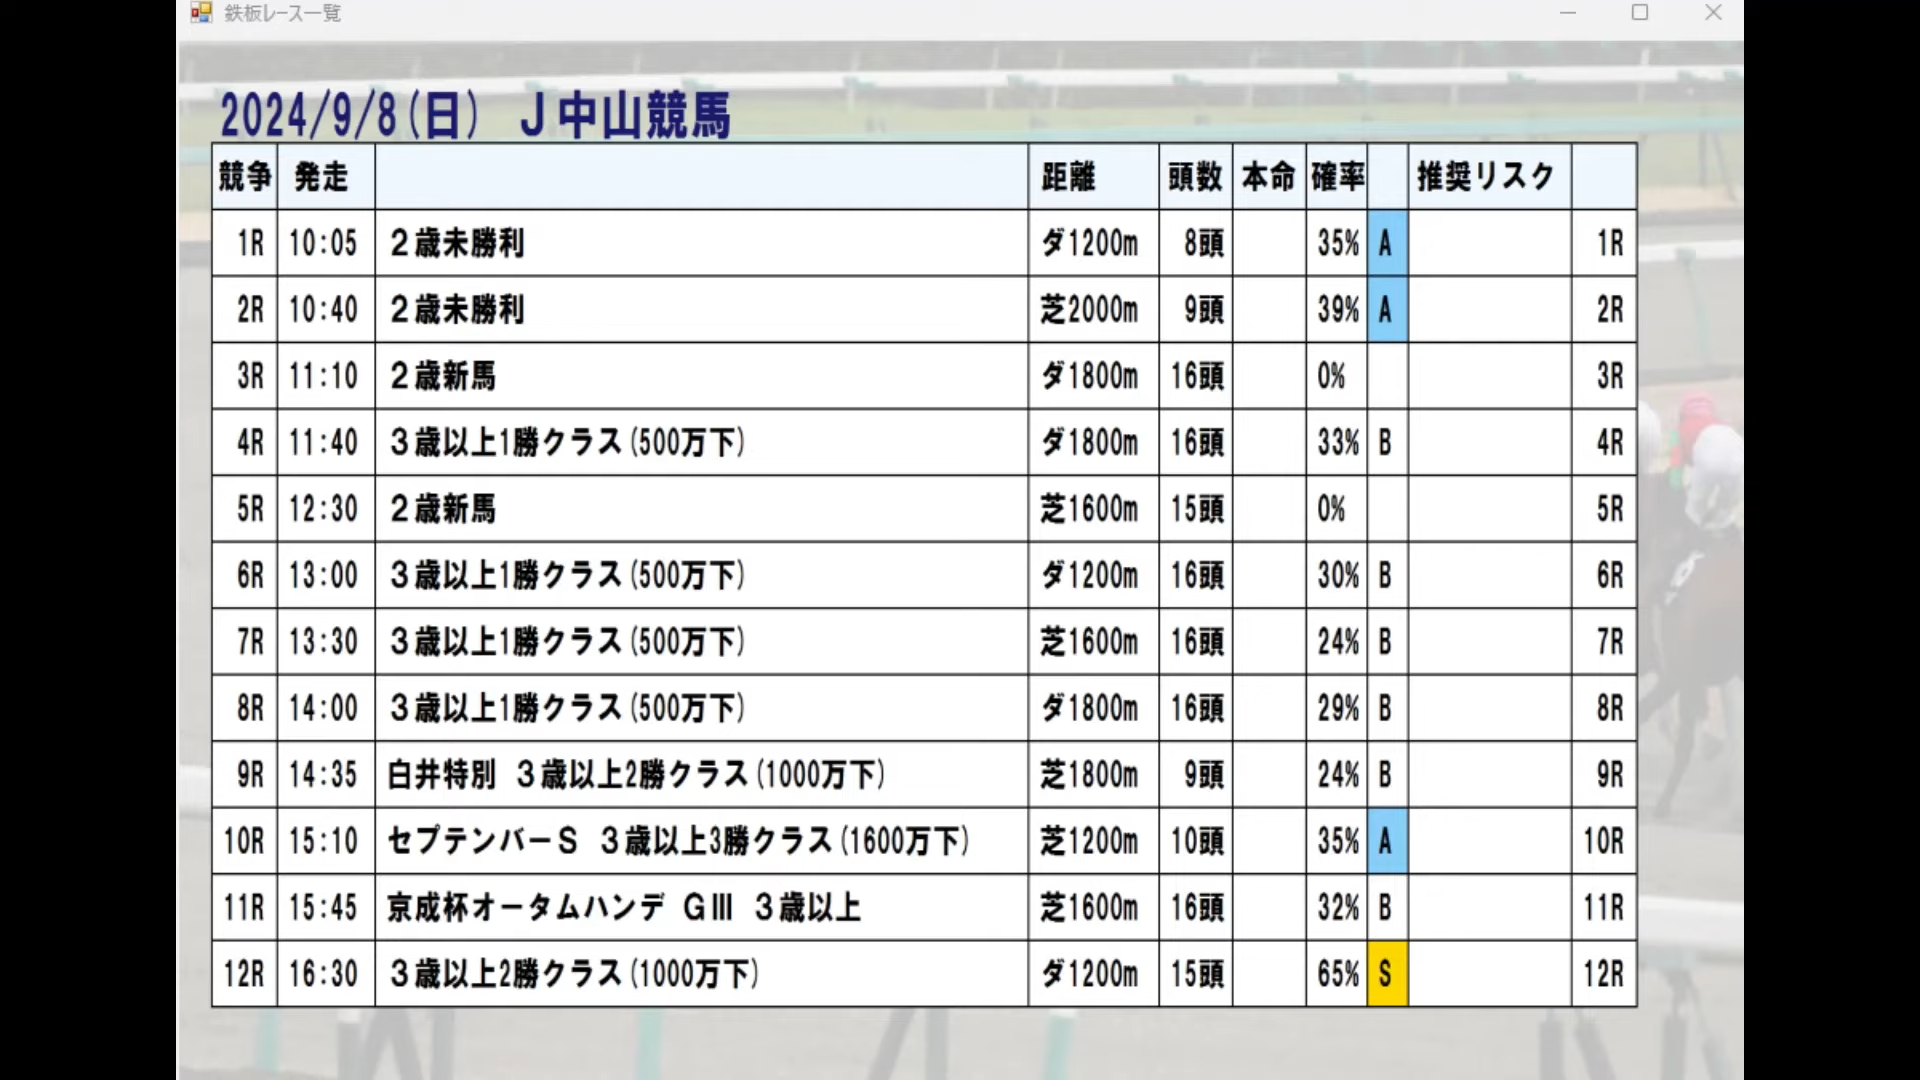 鉄板レース一覧
2024/9/8(日) J中山競馬
競争 発走 距離 頭数 本命 確率 推奨リスク
1R 10:05 2歳未勝利 ダ1200m 8頭 35% A 1R
2R 10:40 2歳未勝利 芝2000m 9頭 39% A 2R
3R 11:10 2歳新馬 ダ1800m 16頭 0% 3R
4R 11:40 3歳以上1勝クラス(500万下) ダ1800m 16頭 33% B 4R
5R 12:30 2歳新馬 芝1600m 15頭 0% 5R
6R 13:00 3歳以上1勝クラス(500万下) ダ1200m 16頭 30% B 6R
7R 13:30 3歳以上1勝クラス(500万下) 芝1600m 16頭 24% B 7R
8R 14:00 3歳以上1勝クラス(500万下) ダ1800m 16頭 29% B 8R
9R 14:35 白井特別 3歳以上2勝クラス(1000万下) 芝1800m 9頭 24% B 9R
10R 15:10 セプテンバーS 3歳以上3勝クラス(1600万下) 芝1200m 10頭 35% A 10R
11R 15:45 京成杯オータムハンデ GⅢ 3歳以上 芝1600m 16頭 32% B 11R
12R 16:30 3歳以上2勝クラス(1000万下) ダ1200m 15頭 65% S 12R